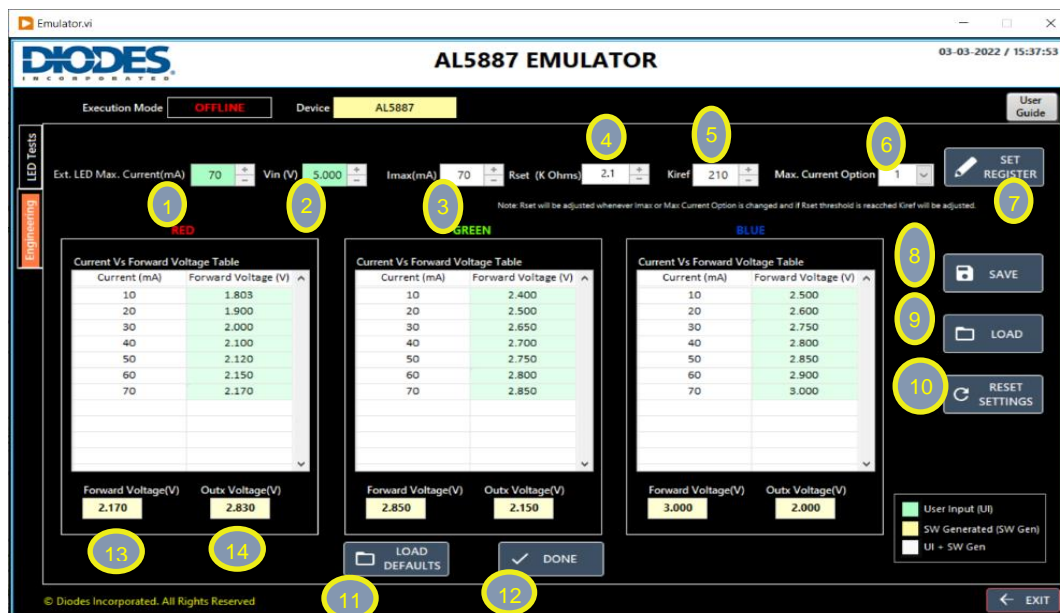 Emulator.vi
DIODES
INCORPORATED
AL5887 EMULATOR
03-03-2022 / 15:37:53
Execution Mode OFFLINE Device AL5887
User Guide
LED Tests
Engineering
4 5 6
Ext. LED Max. Current(mA) 70 Vin (V) 5.000 Imax(mA) 70 Rset (K Ohms) 2.1 Kiref 210 Max. Current Option 1
SET REGISTER
Note: Rset will be adjusted whenever Imax or Max Current Option is changed and if Rset threshold is reacched Kiref will be adjusted.
1 2 3 7
RED GREEN BLUE
Current Vs Forward Voltage Table
Current (mA) Forward Voltage (V)
10 1.803
20 1.900
30 2.000
40 2.100
50 2.120
60 2.150
70 2.170
Forward Voltage(V) Outx Voltage(V)
2.170 2.830
13 14
Current Vs Forward Voltage Table
Current (mA) Forward Voltage (V)
10 2.400
20 2.500
30 2.650
40 2.700
50 2.750
60 2.800
70 2.850
Forward Voltage(V) Outx Voltage(V)
2.850 2.150
Current Vs Forward Voltage Table
Current (mA) Forward Voltage (V)
10 2.500
20 2.600
30 2.750
40 2.800
50 2.850
60 2.900
70 3.000
Forward Voltage(V) Outx Voltage(V)
3.000 2.000
8
SAVE
9
LOAD
10
RESET SETTINGS
User Input (UI)
SW Generated (SW Gen)
UI + SW Gen
LOAD DEFAULTS
DONE
11 12
© Diodes Incorporated. All Rights Reserved
EXIT